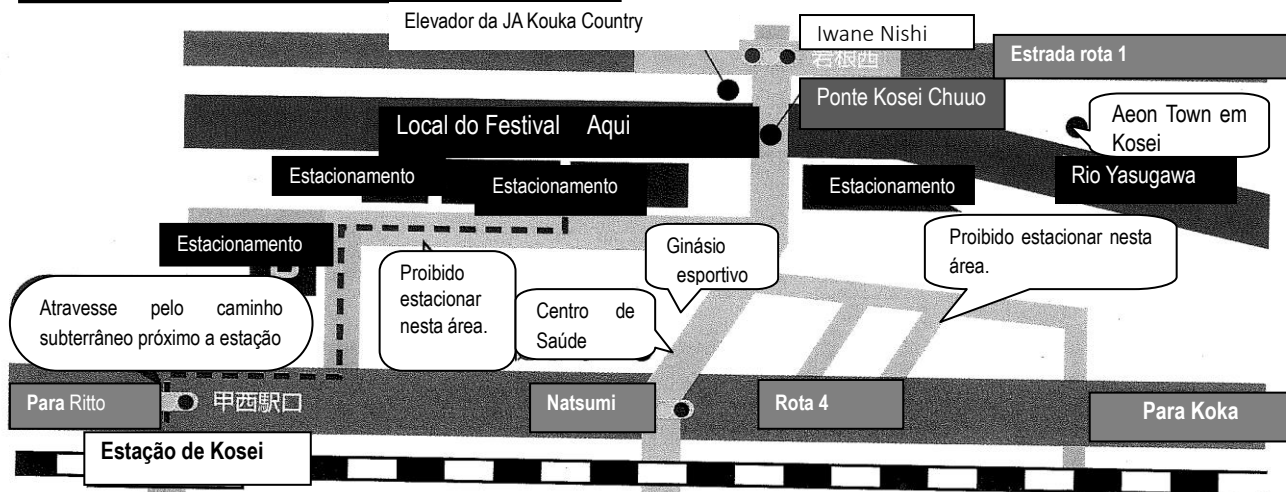 Elevador da JA Kouka Country
Iwane Nishi
岩根西
Estrada rota 1
Ponte Kosei Chuuo
Local do Festival Aqui
Aeon Town em
Kosei
Estacionamento
Estacionamento
Estacionamento
Rio Yasugawa
Estacionamento
Proibido
estacionar
nesta área.
Ginásio
esportivo
Proibido estacionar nesta
área.
Atravesse pelo caminho
subterrâneo próximo a estação
Centro de
Saúde
Para Ritto
甲西駅口
Natsumi
Rota 4
Para Koka
Estação de Kosei